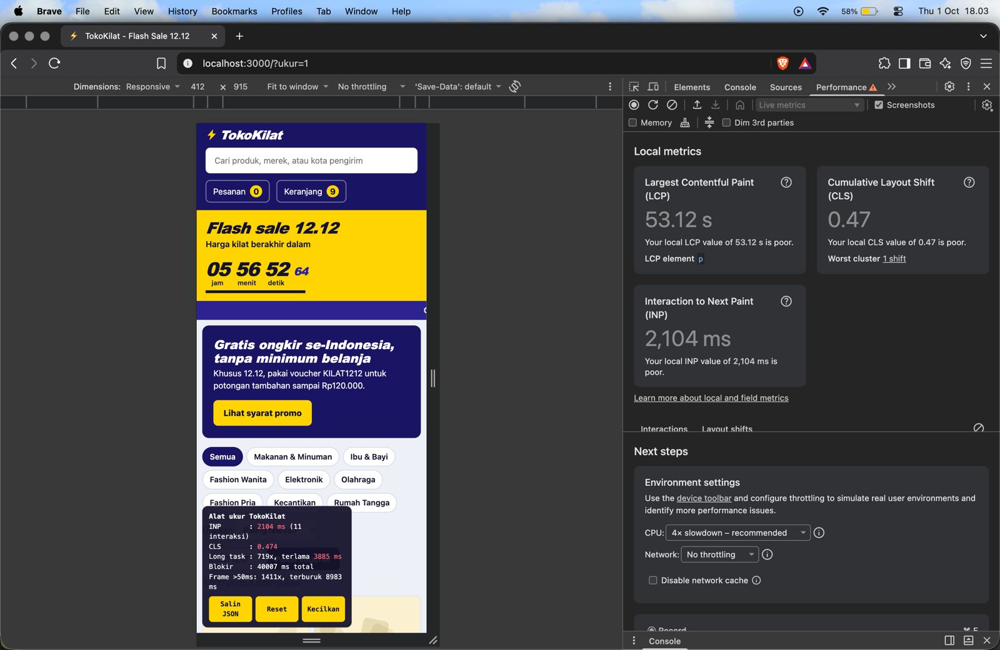 Brave File Edit View History Bookmarks Profiles Tab Window Help 58% Thu 1 Oct 18.03
TokoKilat - Flash Sale 12.12
localhost:3000/?ukur=1
Dimensions: Responsive 412 × 915 Fit to window No throttling 'Save-Data': default
Elements Console Sources Performance
Live metrics Screenshots
Memory Dim 3rd parties
TokoKilat
Cari produk, merek, atau kota pengirim
Pesanan 0 Keranjang 9
Flash sale 12.12
Harga kilat berakhir dalam
05 56 52 64
jam menit detik
Gratis ongkir se-Indonesia,
tanpa minimum belanja
Khusus 12.12, pakai voucher KILAT1212 untuk
potongan tambahan sampai Rp120.000.
Lihat syarat promo
Semua Makanan & Minuman Ibu & Bayi
Fashion Wanita Elektronik Olahraga
Fashion Pria Kecantikan Rumah Tangga
Alat ukur TokoKilat
INP : 2104 ms (11
interaksi)
CLS : 0.474
Long task : 719x, terlama 3885 ms
Blokir : 40007 ms total
Frame >50ms: 1411x, terburuk 8983
ms
Salin
JSON
Reset
Kecilkan
Local metrics
Largest Contentful Paint
(LCP)
53.12 s
Your local LCP value of 53.12 s is poor.
LCP element p
Cumulative Layout Shift
(CLS)
0.47
Your local CLS value of 0.47 is poor.
Worst cluster 1 shift
Interaction to Next Paint
(INP)
2,104 ms
Your local INP value of 2,104 ms is
poor.
Learn more about local and field metrics
Interactions Layout shifts
Next steps
Environment settings
Use the device toolbar and configure throttling to simulate real user environments and
identify more performance issues.
CPU: 4× slowdown – recommended
Network: No throttling
Disable network cache
Record
Console